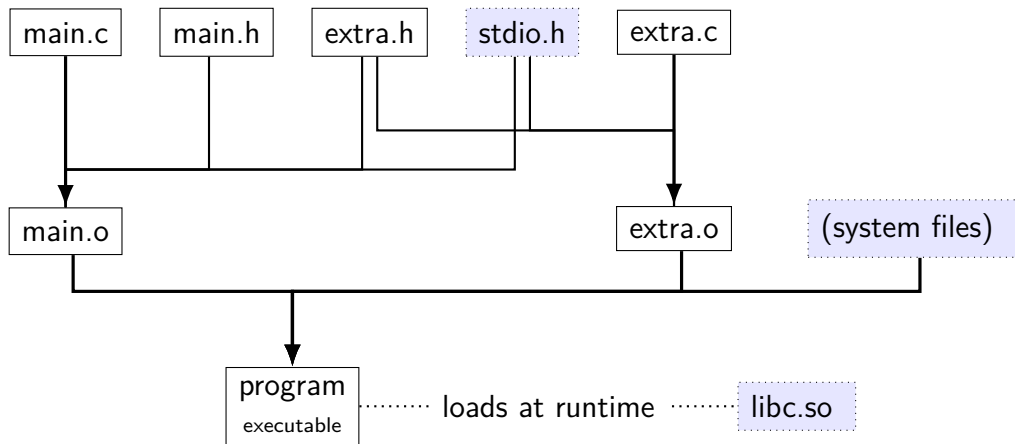 main.c
main.h
extra.h
stdio.h
extra.c
main.o
extra.o
(system files)
program
executable
loads at runtime
libc.so